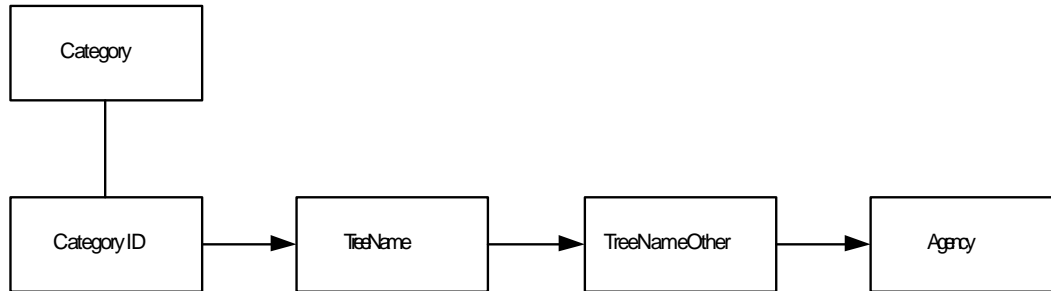 Category
Category ID
TreeName
TreeNameOther
Agency